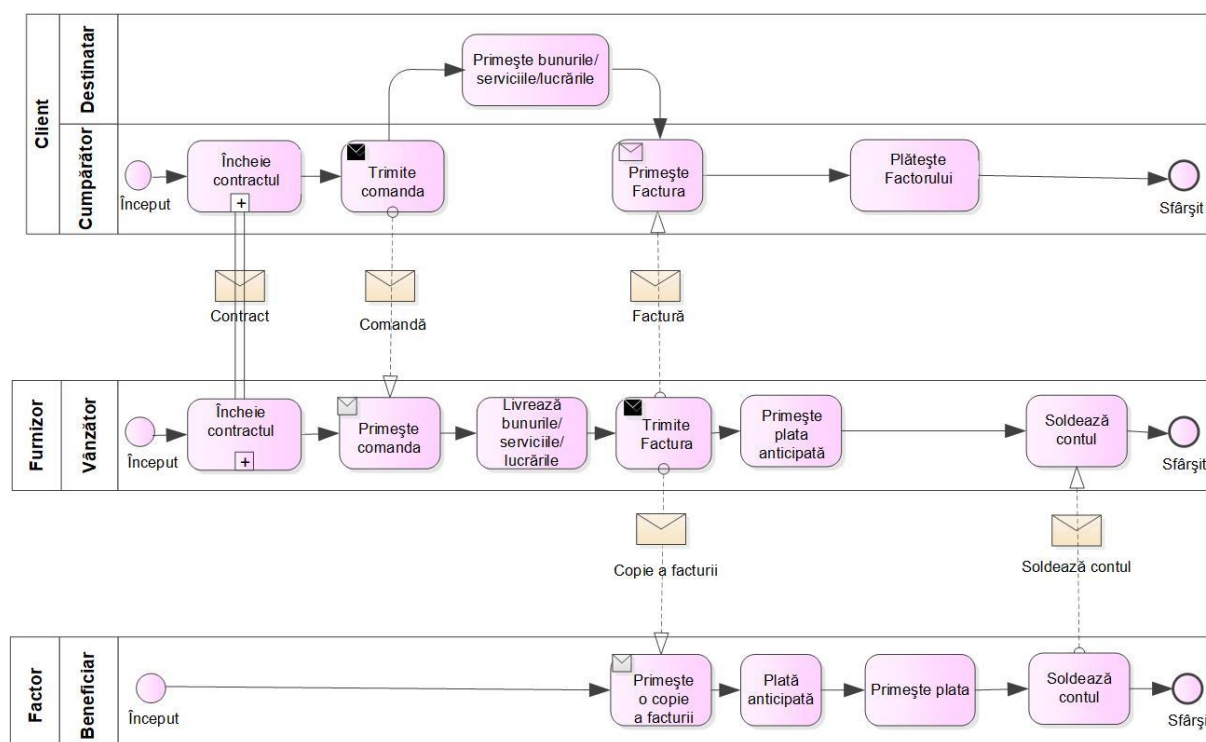 Client
Destinatar
Primeşte bunurile/
serviciile/lucrările
Cumpărător
Început
Încheie
contractul
Trimite
comanda
Primeşte
Factura
Plăteşte
Factorului
Sfârşit
Contract
Comandă
Factură
Furnizor
Vânzător
Început
Încheie
contractul
Primeşte
comanda
Livrează
bunurile/
serviciile/
lucrările
Trimite
Factura
Primeşte
plata
anticipată
Soldează
contul
Sfârşit
Copie a facturii
Soldează contul
Factor
Beneficiar
Început
Primeşte
o copie
a facturii
Plată
anticipată
Primeşte plata
Soldează
contul
Sfârşit